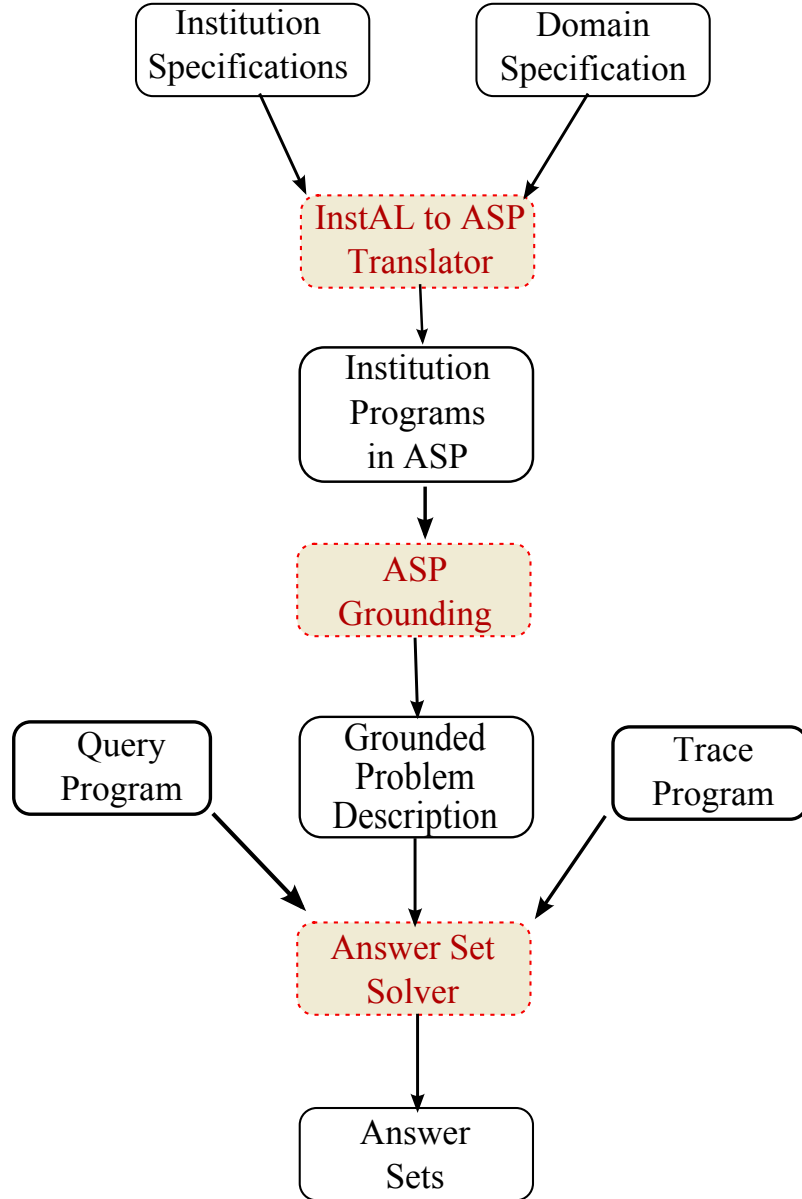 Institution
Specifications
Domain
Specification
InstAL to ASP
Translator
Institution
Programs
in ASP
ASP
Grounding
Query
Program
Grounded
Problem
Description
Trace
Program
Answer Set
Solver
Answer
Sets